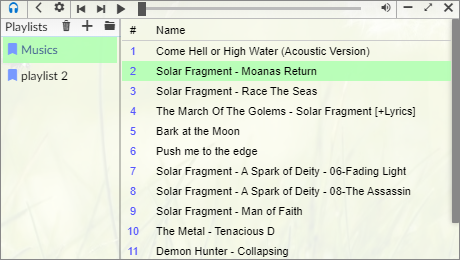 Playlists
Musics
playlist 2
# Name
1 Come Hell or High Water (Acoustic Version)
2 Solar Fragment - Moanas Return
3 Solar Fragment - Race The Seas
4 The March Of The Golems - Solar Fragment [+Lyrics]
5 Bark at the Moon
6 Push me to the edge
7 Solar Fragment - A Spark of Deity - 06-Fading Light
8 Solar Fragment - A Spark of Deity - 08-The Assassin
9 Solar Fragment - Man of Faith
10 The Metal - Tenacious D
11 Demon Hunter - Collapsing